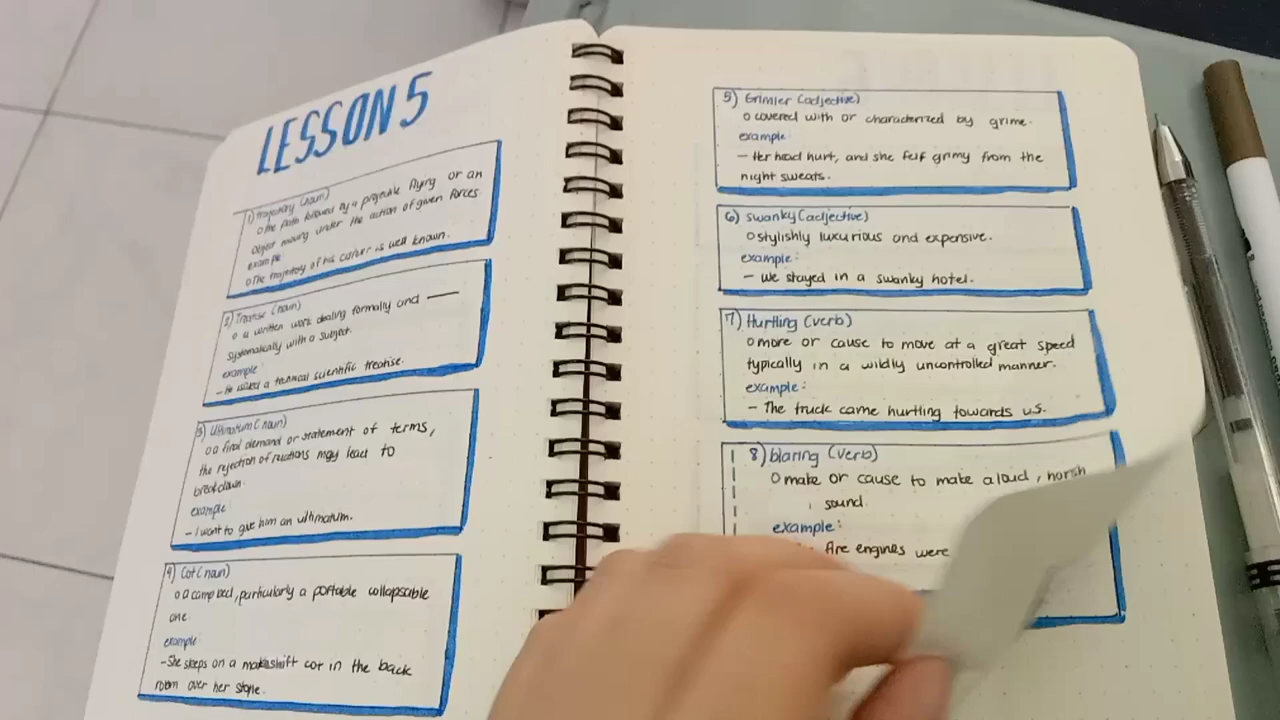 LESSON 5
1) Trajectory (noun)
o the path followed by a projectile flying or an
object moving under the action of given forces
example
o The trajectory of his career is well known.
2) Treatise (noun)
o a written work dealing formally and
systematically with a subject.
example
- He issued a technical scientific treatise.
3) Ultimatum (noun)
o a final demand or statement of terms,
the rejection of may lead to
breakdown.
example
- I want to give him an ultimatum.
4) Cot (noun)
o a camp bed, particularly a portable collapsable
one
example
- She sleeps on a makeshift cot in the back
room over her
5) Grimier (adjective)
o covered with or characterized by grime.
example
- Her head hurt, and she felf grimy from the
night sweats.
6) swanky (adjective)
o stylishly luxurious and expensive.
example:
- we stayed in a swanky hotel.
7) Hurtling (verb)
o more or cause to move at a great speed
typically in a wildly uncontrolled manner.
example:
- The truck came hurtling towards us.
8) blaring (verb)
o make or cause to make a loud, harsh
sound.
example:
fire engines were